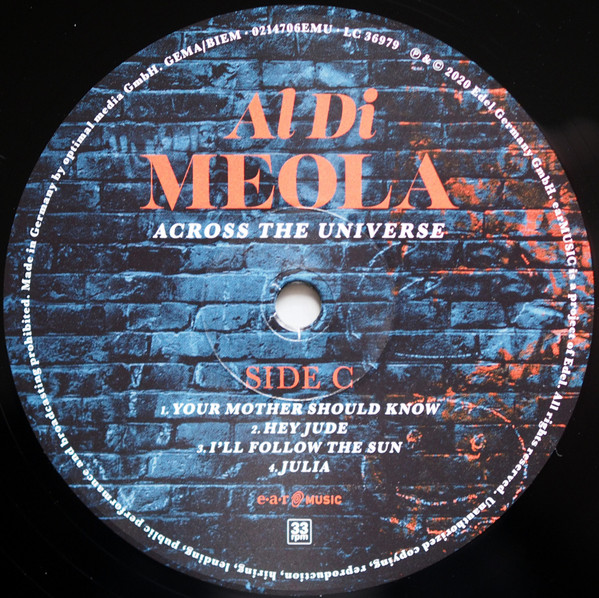 Al Di
MEOLA
ACROSS THE UNIVERSE
SIDE C
1. YOUR MOTHER SHOULD KNOW
2. HEY JUDE
3. I'LL FOLLOW THE SUN
4. JULIA
e·a·r@MUSIC
33
rpm
Made in Germany by optimal media GmbH. GEMA/BIEM · 0214706EMU · LC 36979 ℗ & © 2020 Edel Germany GmbH. earMUSIC is a project of Edel. All rights reserved. Unauthorized copying, reproduction, hiring, lending, public performance and broadcasting prohibited.